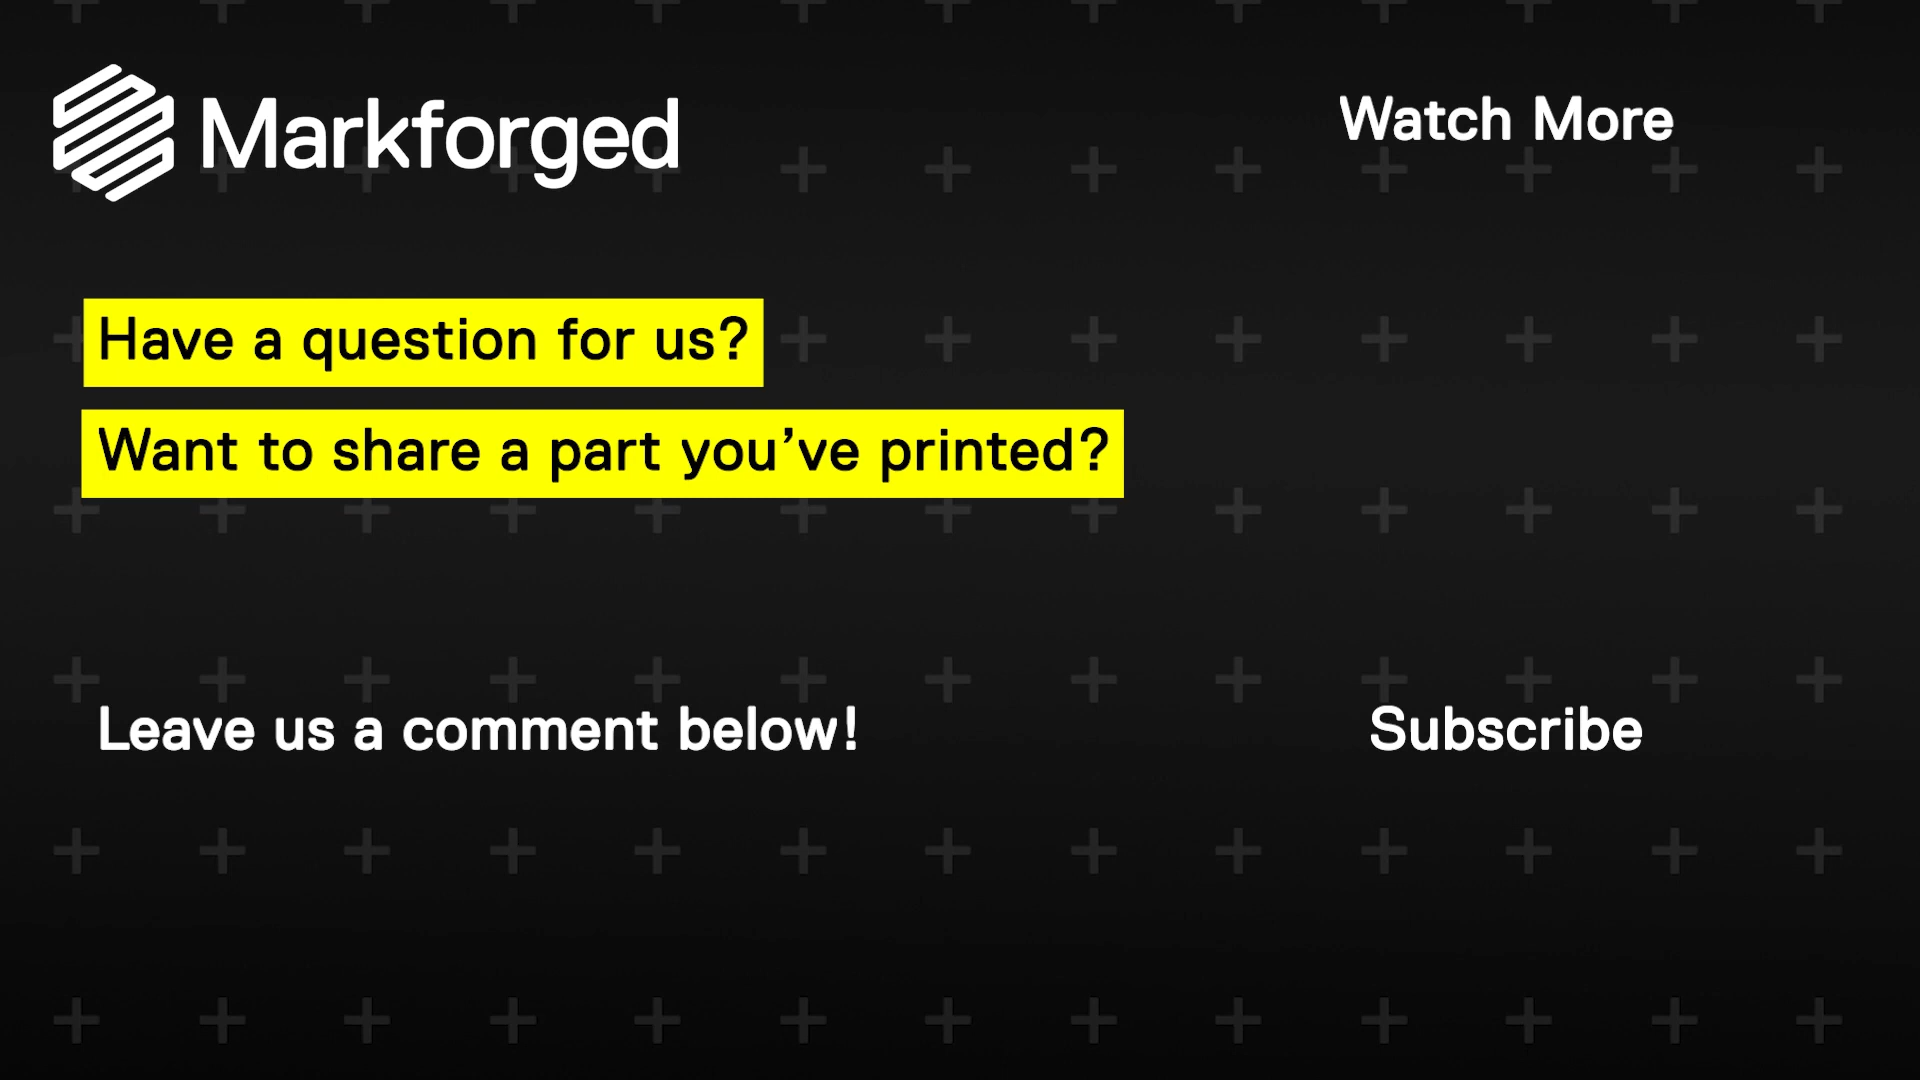 Markforged
Watch More
Have a question for us?
Want to share a part you’ve printed?
Leave us a comment below!
Subscribe